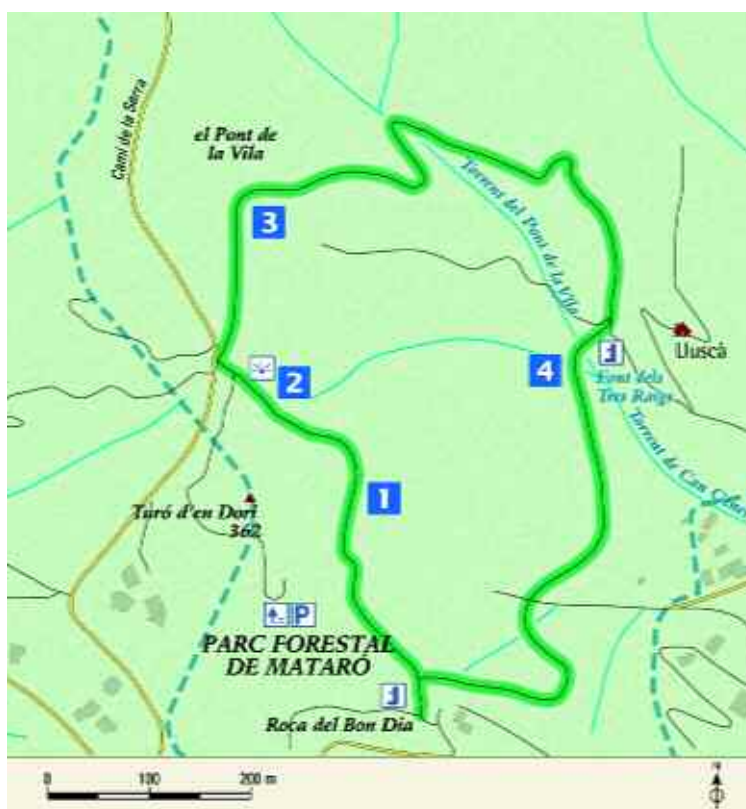 Camí de la Serra
el Pont de
la Vila
3
Torrent del Pont de la Vila
2
4
Lluscà
Font dels
Tres Raigs
Torrent de Can
1
Turó d'en Dori
362
P
PARC FORESTAL
DE MATARÓ
Roca del Bon Dia
0 100 200 m